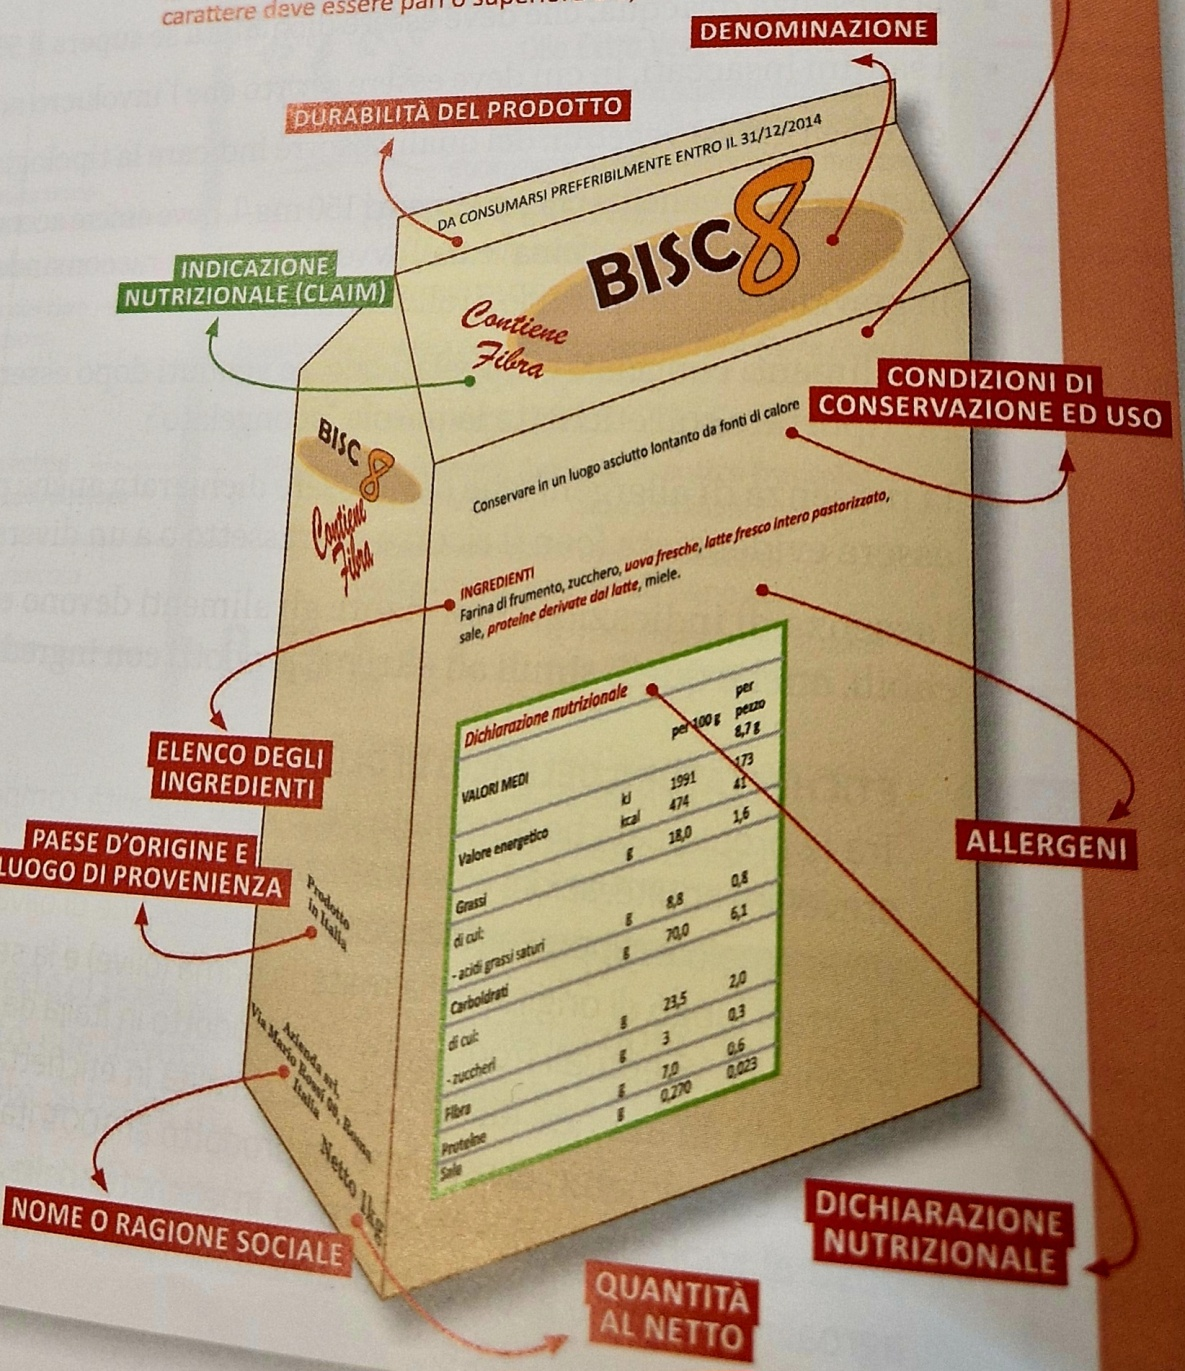 carattere deve essere pari o
DENOMINAZIONE
DURABILITÀ DEL PRODOTTO
DA CONSUMARSI PREFERIBILMENTE ENTRO IL 31/12/2014
BISC8
Contiene
Fibra
INDICAZIONE
NUTRIZIONALE (CLAIM)
CONDIZIONI DI
CONSERVAZIONE ED USO
Conservare in un luogo asciutto lontanto da fonti di calore
BISC8
Contiene
Fibra
INGREDIENTI
Farina di frumento, zucchero, uova fresche, latte fresco intero pastorizzato,
sale, proteine derivate dal latte, miele.
ELENCO DEGLI
INGREDIENTI
ALLERGENI
Dichiarazione nutrizionale
VALORI MEDI per 100 g per pezzo 8,7 g
Valore energetico kJ 1991 173
kcal 474 41
Grassi g 18,0 1,6
di cui:
- acidi grassi saturi g 8,8 0,8
Carboidrati g 70,0 6,1
di cui:
- zuccheri g 23,5 2,0
Fibra g 3 0,3
Proteine g 7,0 0,6
Sale g 0,270 0,023
PAESE D'ORIGINE E
LUOGO DI PROVENIENZA
Prodotto
in Italia
Azienda srl,
Via Mario Rossi 00, Roma
Italia
Netto 1kg
NOME O RAGIONE SOCIALE
DICHIARAZIONE
NUTRIZIONALE
QUANTITÀ
AL NETTO